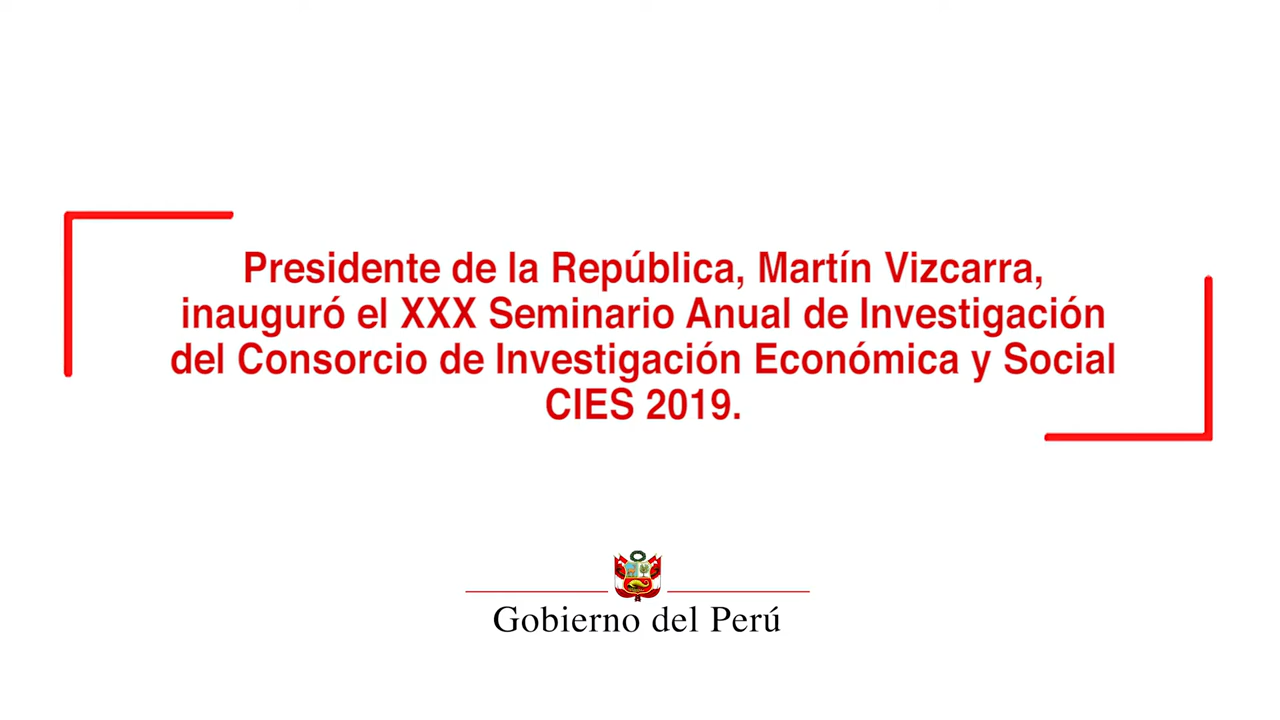 Presidente de la República, Martín Vizcarra,
inauguró el XXX Seminario Anual de Investigación
del Consorcio de Investigación Económica y Social
CIES 2019.
Gobierno del Perú